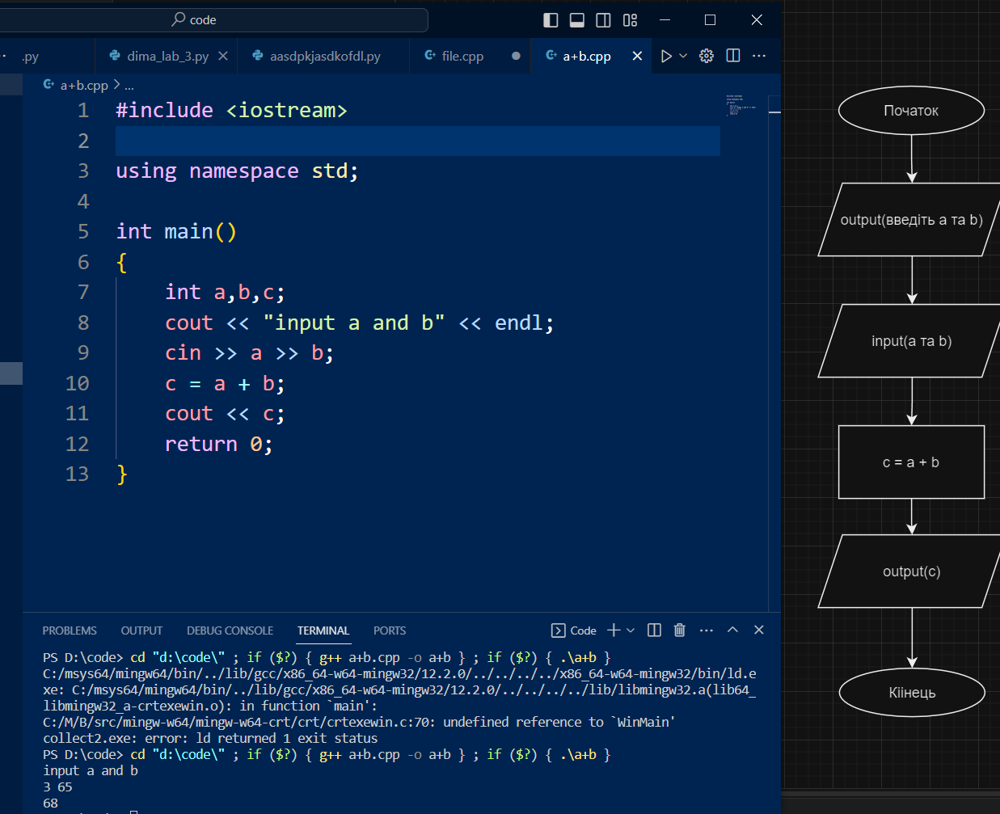 code
.py
dima_lab_3.py
aasdpkjasdkofdl.py
file.cpp
a+b.cpp
a+b.cpp > ...
1 #include <iostream>
2
3 using namespace std;
4
5 int main()
6 {
7 int a,b,c;
8 cout << "input a and b" << endl;
9 cin >> a >> b;
10 c = a + b;
11 cout << c;
12 return 0;
13 }
PROBLEMS OUTPUT DEBUG CONSOLE TERMINAL PORTS
Code
PS D:\code> cd "d:\code\" ; if ($?) { g++ a+b.cpp -o a+b } ; if ($?) { .\a+b }
C:/msys64/mingw64/bin/../lib/gcc/x86_64-w64-mingw32/12.2.0/../../../../x86_64-w64-mingw32/bin/ld.e
xe: C:/msys64/mingw64/bin/../lib/gcc/x86_64-w64-mingw32/12.2.0/../../../../lib/libmingw32.a(lib64_
libmingw32_a-crtexewin.o): in function `main':
C:/M/B/src/mingw-w64/mingw-w64-crt/crt/crtexewin.c:70: undefined reference to `WinMain'
collect2.exe: error: ld returned 1 exit status
PS D:\code> cd "d:\code\" ; if ($?) { g++ a+b.cpp -o a+b } ; if ($?) { .\a+b }
input a and b
3 65
68
Початок
output(введіть a та b)
input(a та b)
c = a + b
output(c)
Кіінець